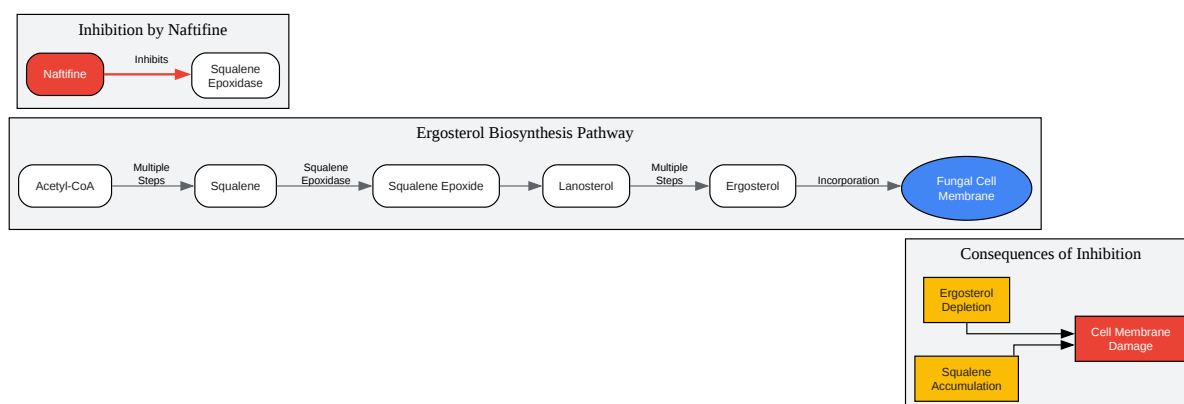 Inhibition by Naftifine
Naftifine
Inhibits
Squalene
Epoxidase
Ergosterol Biosynthesis Pathway
Acetyl-CoA
Multiple
Steps
Squalene
Squalene
Epoxidase
Squalene Epoxide
Lanosterol
Multiple
Steps
Ergosterol
Incorporation
Fungal Cell
Membrane
Consequences of Inhibition
Ergosterol
Depletion
Cell Membrane
Damage
Squalene
Accumulation